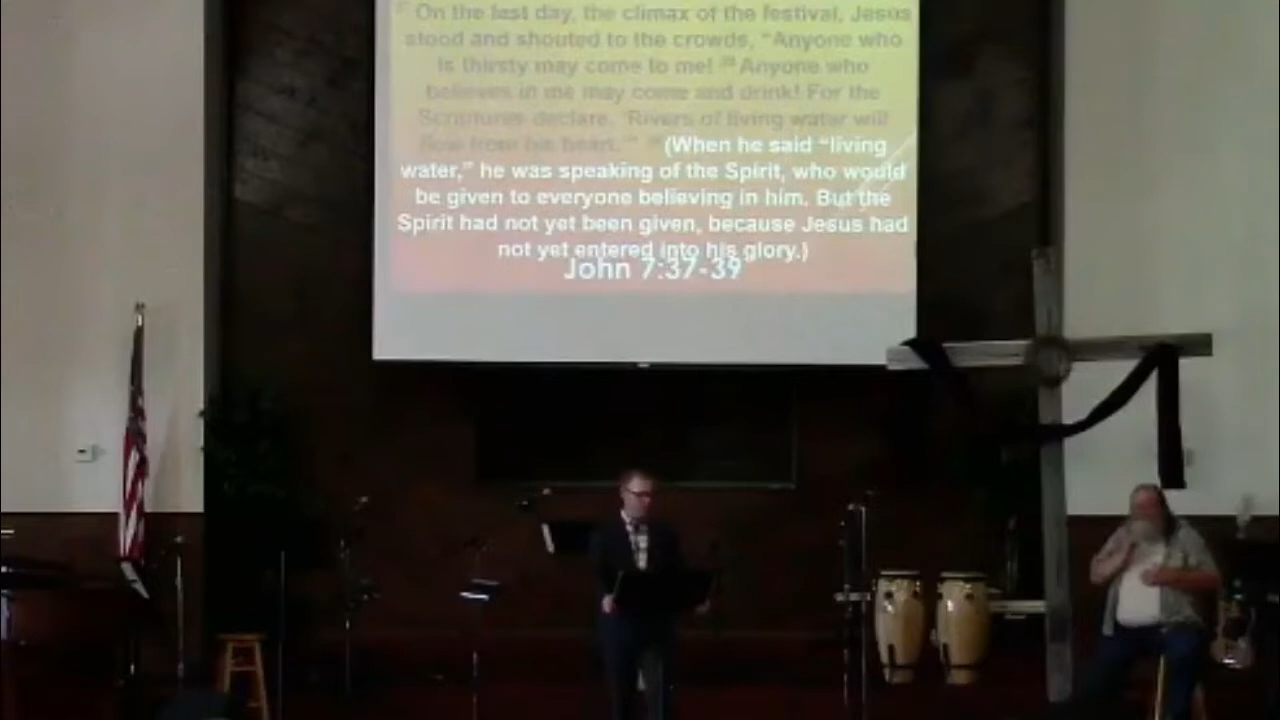 37 On the last day, the climax of the festival, Jesus
stood and shouted to the crowds, “Anyone who
is thirsty may come to me! 38 Anyone who
believes in me may come and drink! For the
Scriptures declare, ‘Rivers of living water will
flow from his heart.’” (When he said “living
water,” he was speaking of the Spirit, who would
be given to everyone believing in him. But the
Spirit had not yet been given, because Jesus had
not yet entered into his glory.)
John 7:37-39